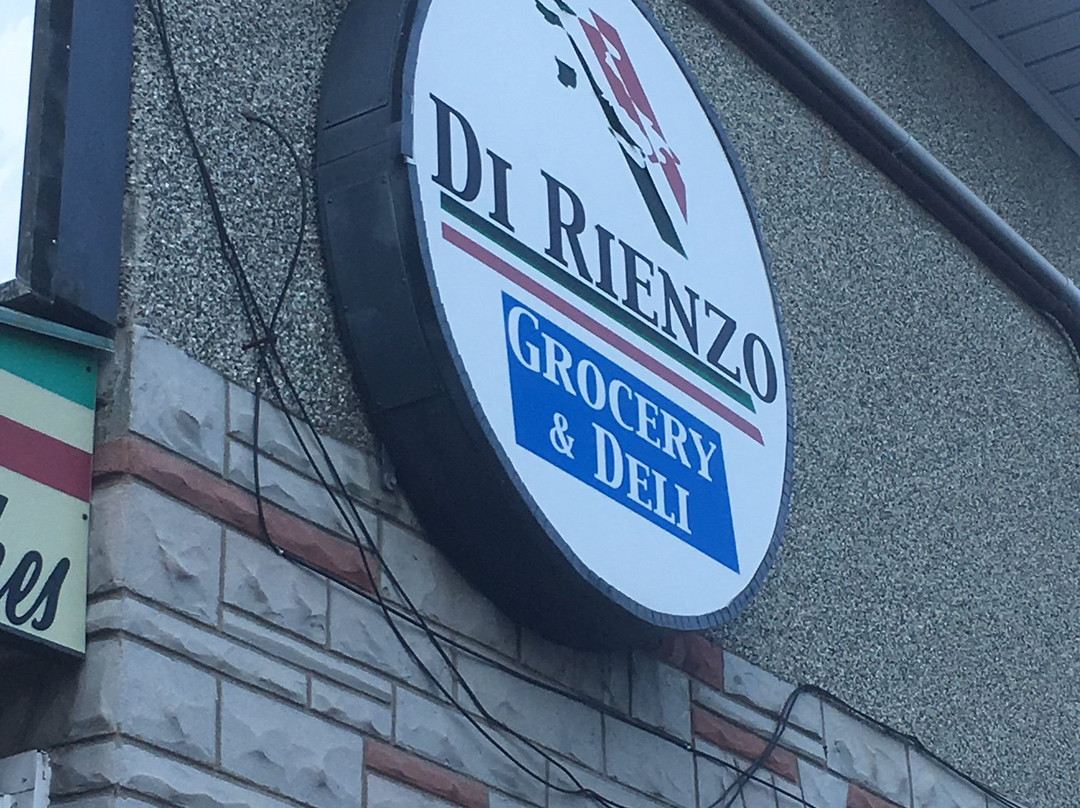 DI RIENZO
GROCERY
& DELI